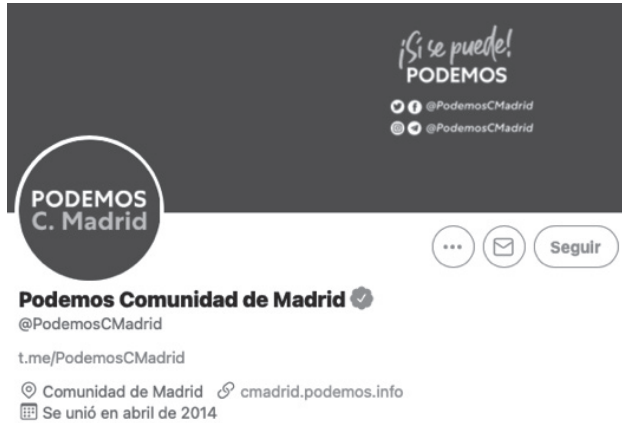 ¡Sí se puede!
PODEMOS
@PodemosCMadrid
@PodemosCMadrid
PODEMOS
C. Madrid
Seguir
Podemos Comunidad de Madrid
@PodemosCMadrid
t.me/PodemosCMadrid
Comunidad de Madrid cmadrid.podemos.info
Se unió en abril de 2014